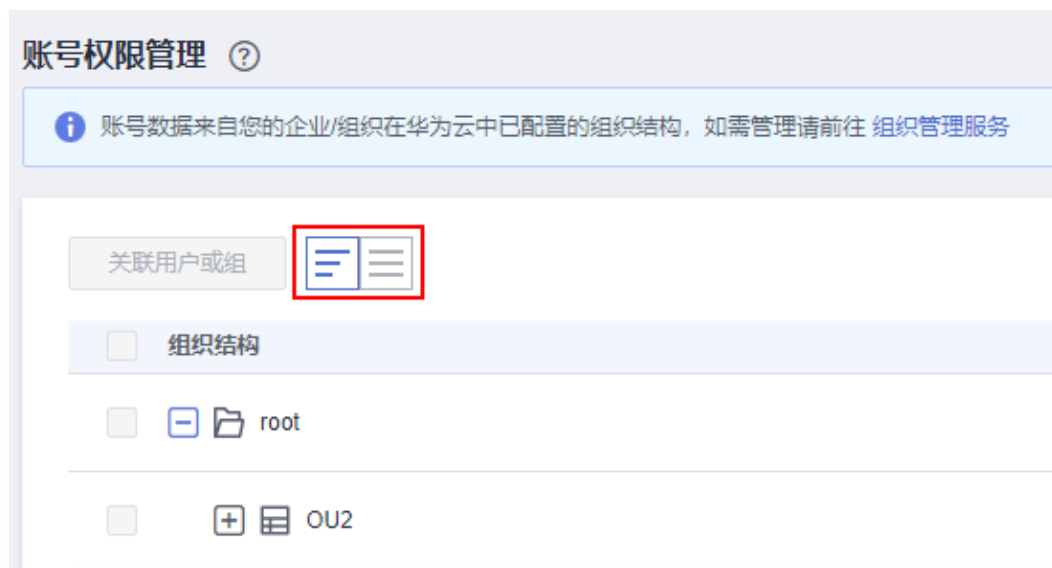 账号权限管理
账号数据来自您的企业/组织在华为云中已配置的组织结构，如需管理请前往 组织管理服务
关联用户或组
组织结构
root
OU2